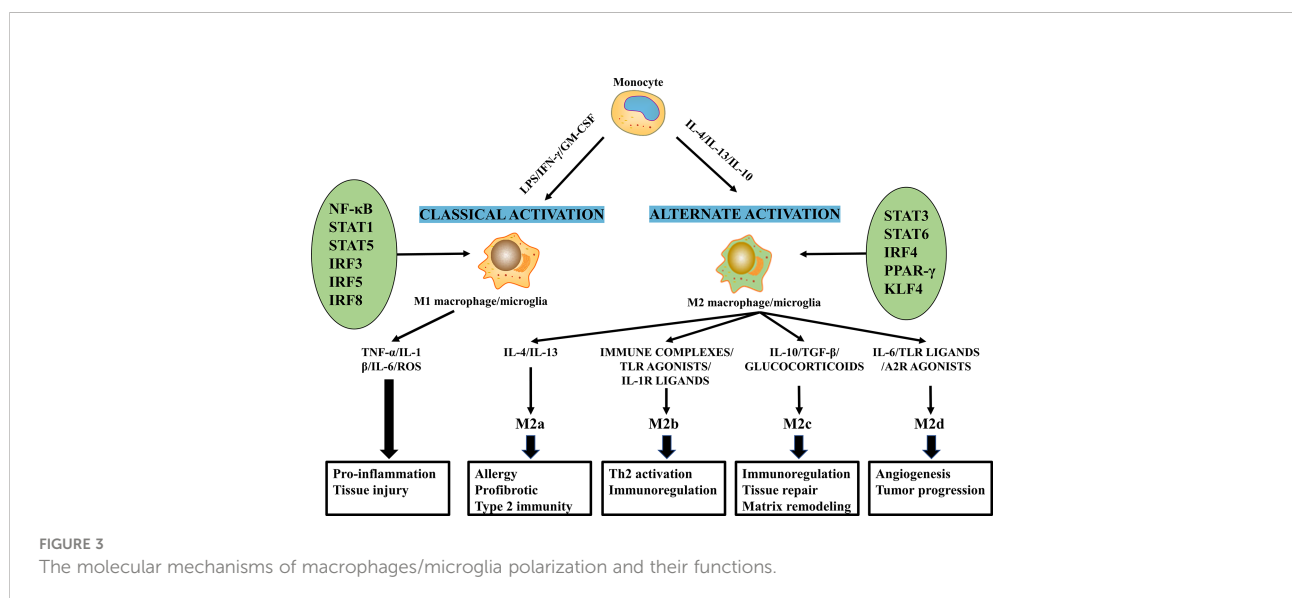 Monocyte
LPS/IFN-γ/GM-CSF
IL-4/IL-13/IL-10
CLASSICAL ACTIVATION
ALTERNATE ACTIVATION
NF-κB
STAT1
STAT5
IRF3
IRF5
IRF8
STAT3
STAT6
IRF4
PPAR-γ
KLF4
M1 macrophage/microglia
M2 macrophage/microglia
TNF-α/IL-1
β/IL-6/ROS
IL-4/IL-13
IMMUNE COMPLEXES/
TLR AGONISTS/
IL-1R LIGANDS
IL-10/TGF-β/
GLUCOCORTICOIDS
IL-6/TLR LIGANDS
/A2R AGONISTS
M2a
M2b
M2c
M2d
Pro-inflammation
Tissue injury
Allergy
Profibrotic
Type 2 immunity
Th2 activation
Immunoregulation
Immunoregulation
Tissue repair
Matrix remodeling
Angiogenesis
Tumor progression
FIGURE 3
The molecular mechanisms of macrophages/microglia polarization and their functions.